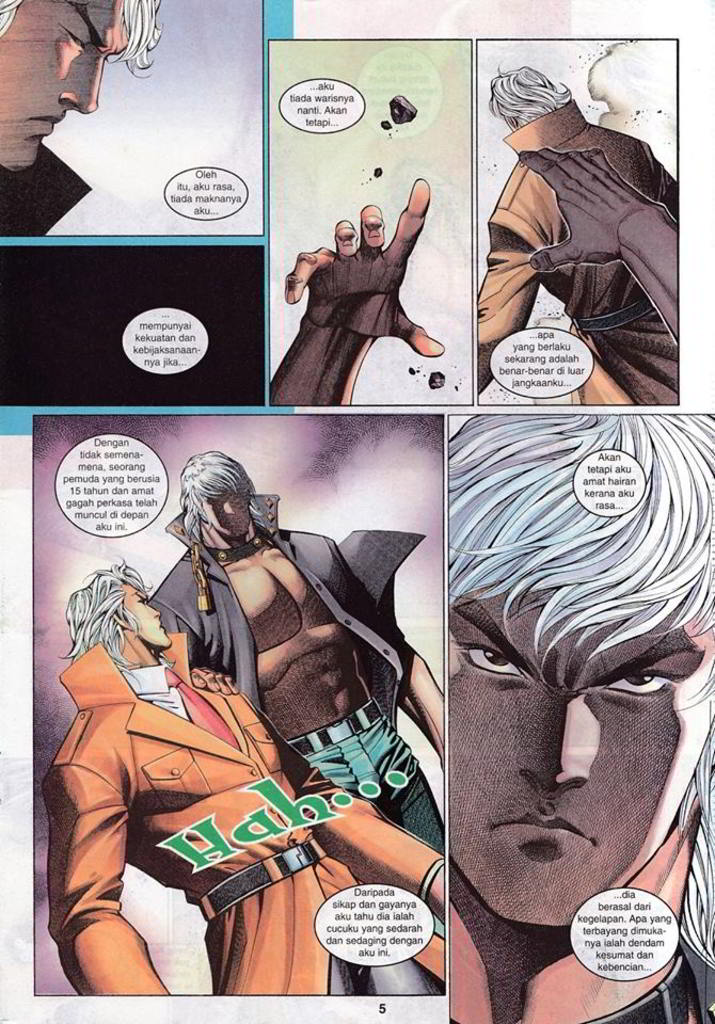 Oleh
itu, aku rasa,
tiada maknanya
aku...
...
mempunyai
kekuatan dan
kebijaksanaan-
nya jika...
...aku
tiada warisnya
nanti. Akan
tetapi...
...apa
yang berlaku
sekarang adalah
benar-benar di luar
jangkaanku...
Dengan
tidak semena-
mena, seorang
pemuda yang berusia
15 tahun dan amat
gagah perkasa telah
muncul di depan
aku ini.
Hah...
Daripada
sikap dan gayanya
aku tahu dia ialah
cucuku yang sedarah
dan sedaging dengan
aku ini.
Akan
tetapi aku
amat hairan
kerana aku
rasa...
...dia
berasal dari
kegelapan. Apa yang
terbayang dimuka-
nya ialah dendam
kesumat dan
kebencian...
5